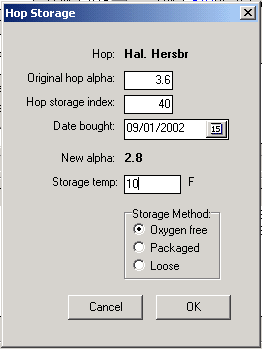 Hop Storage
Hop: Hal. Hersbr
Original hop alpha: 3.6
Hop storage index: 40
Date bought: 09/01/2002 15
New alpha: 2.8
Storage temp: 10 F
Storage Method:
Oxygen free
Packaged
Loose
Cancel OK